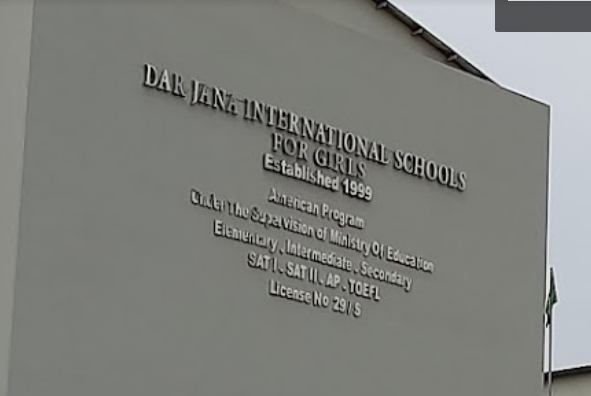 DAR JANA INTERNATIONAL SCHOOLS
FOR GIRLS
Established 1999
American Program
Under The Supervision of Ministry Of Education
Elementary , Intermediate , Secondary
SAT I , SAT II , AP , TOEFL
License No 29 / S